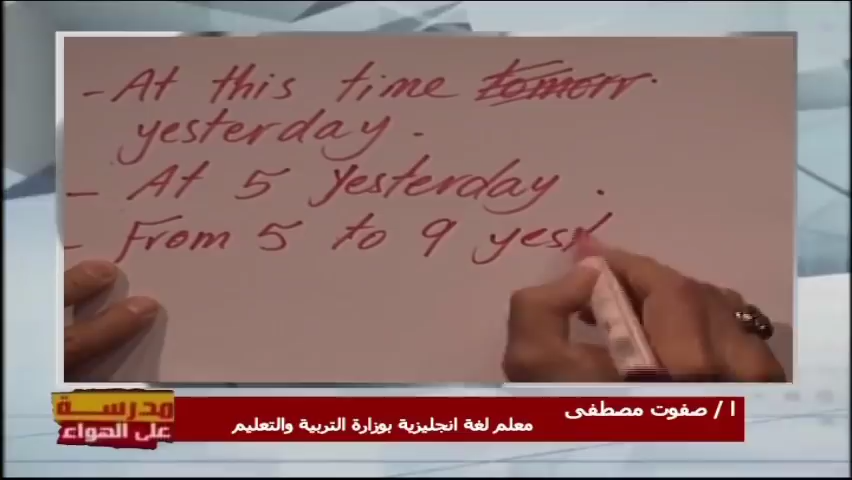 - At this time tomorr.
yesterday.
- At 5 yesterday.
- From 5 to 9 yest
مدرسة
على الهواء
ا / صفوت مصطفى
معلم لغة انجليزية بوزارة التربية والتعليم